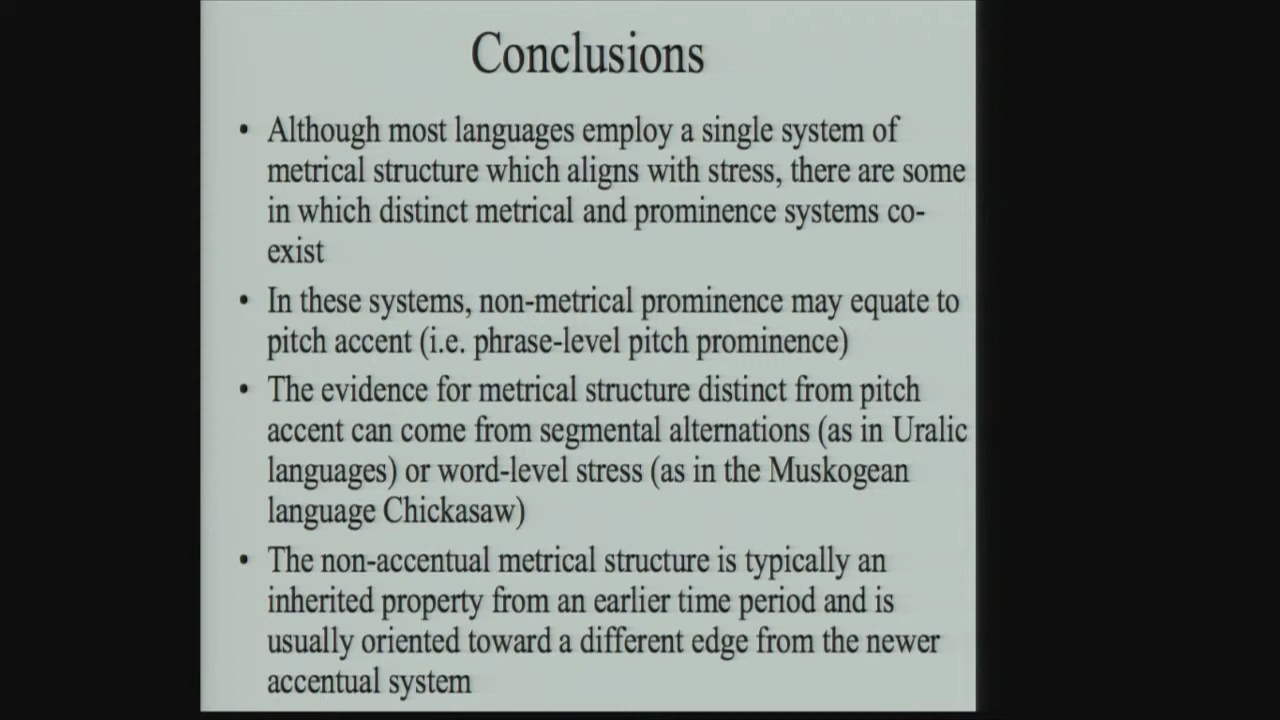 Conclusions
• Although most languages employ a single system of
metrical structure which aligns with stress, there are some
in which distinct metrical and prominence systems co-
exist
• In these systems, non-metrical prominence may equate to
pitch accent (i.e. phrase-level pitch prominence)
• The evidence for metrical structure distinct from pitch
accent can come from segmental alternations (as in Uralic
languages) or word-level stress (as in the Muskogean
language Chickasaw)
• The non-accentual metrical structure is typically an
inherited property from an earlier time period and is
usually oriented toward a different edge from the newer
accentual system